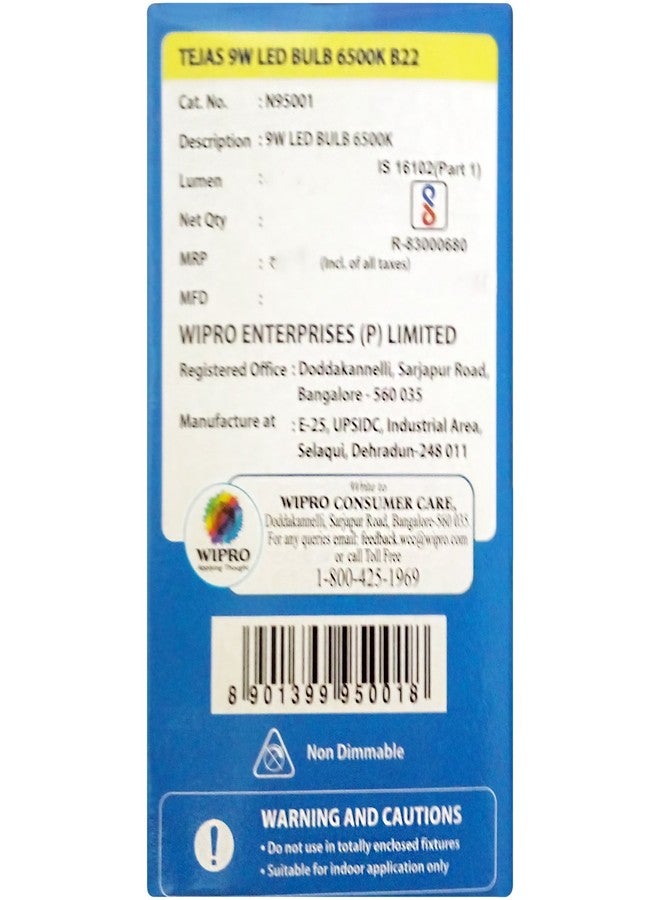 TEJAS 9W LED BULB 6500K B22
Cat. No. : N95001
Description : 9W LED BULB 6500K
IS 16102(Part 1)
Lumen :
Net Qty :
R-83000680
MRP : ₹ (Incl. of all taxes)
MFD :
WIPRO ENTERPRISES (P) LIMITED
Registered Office : Doddakannelli, Sarjapur Road,
Bangalore - 560 035
Manufacture at : E-25, UPSIDC, Industrial Area,
Selaqui, Dehradun-248 011
Write to
WIPRO CONSUMER CARE,
Doddakannelli, Sarjapur Road, Bangalore-560 035
For any queries email: feedback.wec@wipro.com
or call Toll Free
1-800-425-1969
WIPRO
Applying Thought
8 901399 950018
Non Dimmable
WARNING AND CAUTIONS
• Do not use in totally enclosed fixtures
• Suitable for indoor application only